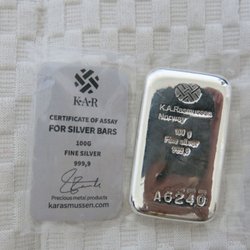 K·A·R
CERTIFICATE OF ASSAY
FOR SILVER BARS
100G
FINE SILVER
999,9
Precious metal products
karasmussen.com
K.A.Rasmussen
Norway
100 g
Fine silver
999,9
A6240